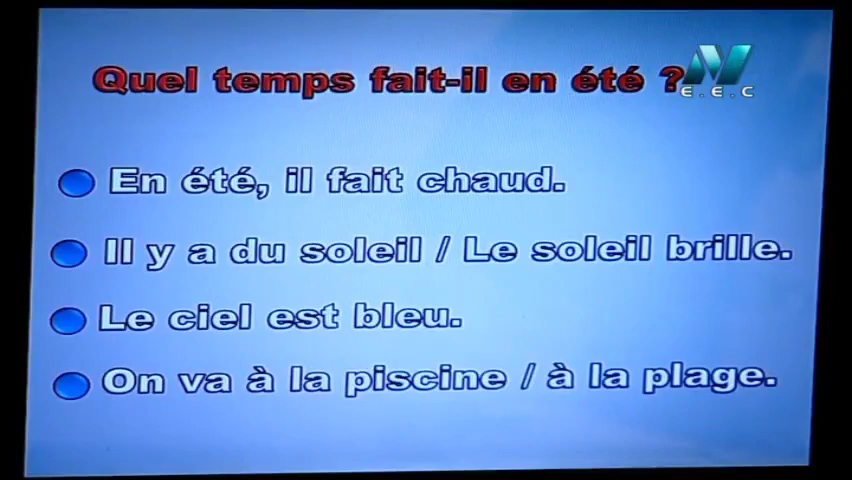 Quel temps fait-il en été ?
E.E.C
En été, il fait chaud.
Il y a du soleil / Le soleil brille.
Le ciel est bleu.
On va à la piscine / à la plage.